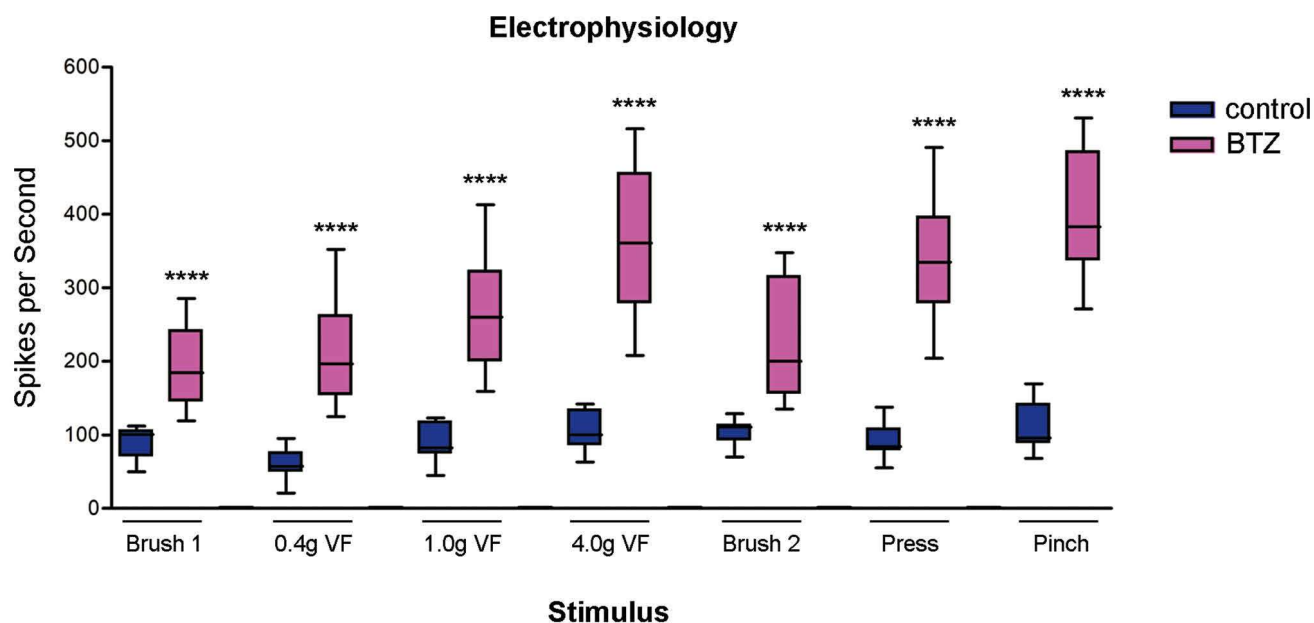 Electrophysiology
600
500
400
300
200
100
0
Spikes per Second
****
****
****
****
****
****
****
control
BTZ
Brush 1
0.4g VF
1.0g VF
4.0g VF
Brush 2
Press
Pinch
Stimulus